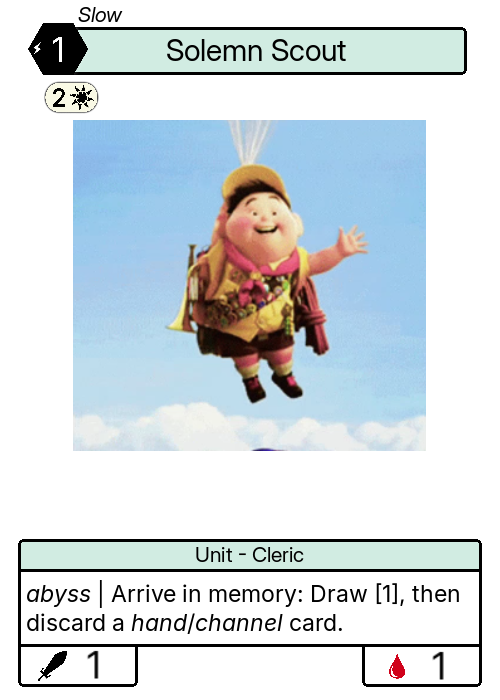 Slow
1 Solemn Scout
2
Unit - Cleric
abyss | Arrive in memory: Draw [1], then
discard a hand/channel card.
1 1